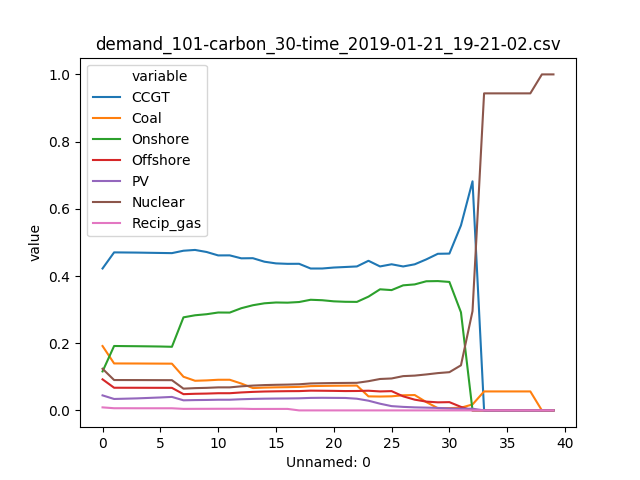 demand_101-carbon_30-time_2019-01-21_19-21-02.csv
variable
CCGT
Coal
Onshore
Offshore
PV
Nuclear
Recip_gas
value
1.0
0.8
0.6
0.4
0.2
0.0
0 5 10 15 20 25 30 35 40
Unnamed: 0